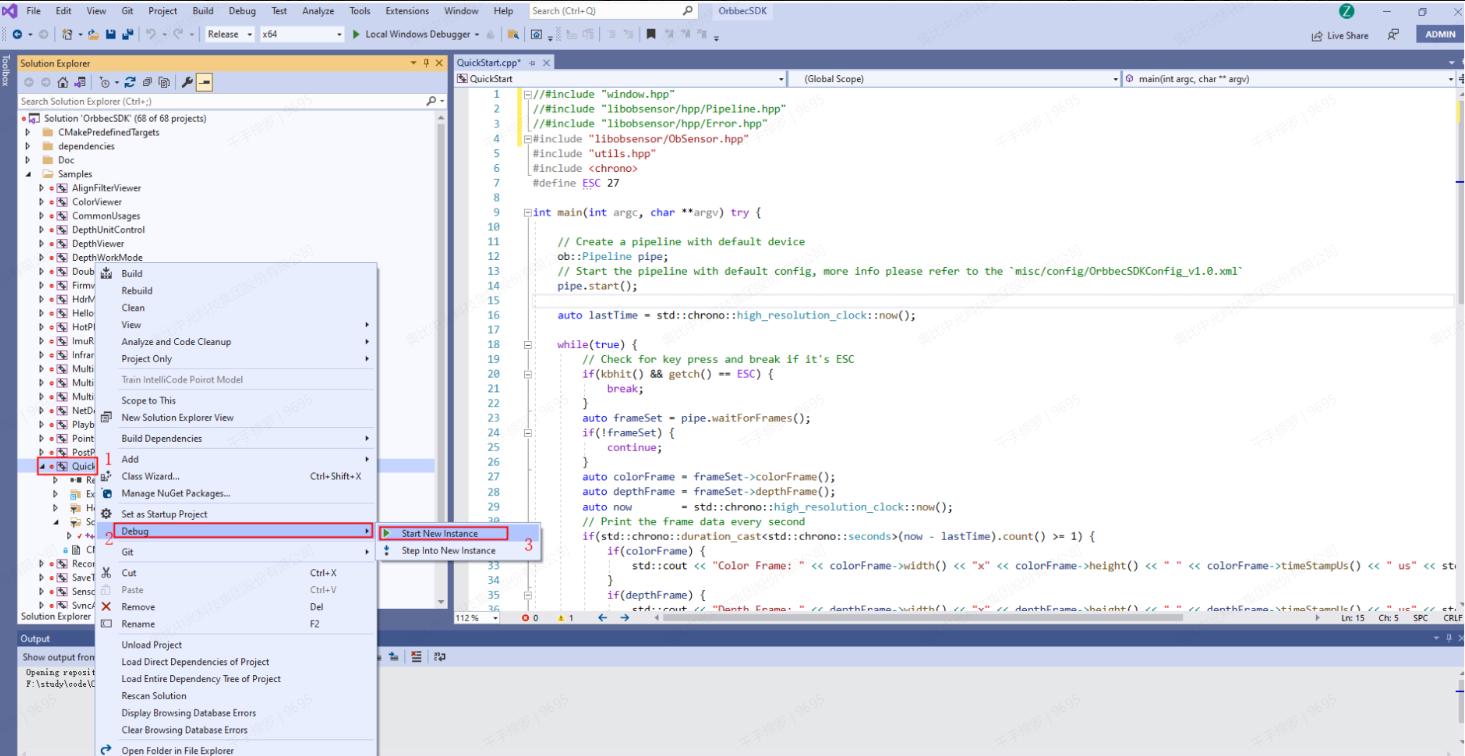 File Edit View Git Project Build Debug Test Analyze Tools Extensions Window Help Search (Ctrl+Q) OrbbecSDK Z
Release x64 Local Windows Debugger Live Share ADMIN
Toolbox
Solution Explorer
Search Solution Explorer (Ctrl+;)
Solution 'OrbbecSDK' (68 of 68 projects)
CMakePredefinedTargets
dependencies
Doc
Samples
AlignFilterViewer
ColorViewer
CommonUsages
DepthUnitControl
DepthViewer
DepthWorkMode
Doub
Firmv
HdrM
Hello
HotPl
ImuR
Infrar
Multi
Multi
Multi
NetD
Playb
Point
PostP
Quick
Re
Ex
He
So
CM
Recor
SaveT
Senso
SyncA
Solution Explorer
Build
Rebuild
Clean
View
Analyze and Code Cleanup
Project Only
Train IntelliCode Poirot Model
Scope to This
New Solution Explorer View
Build Dependencies
1
Add
Class Wizard... Ctrl+Shift+X
Manage NuGet Packages...
Set as Startup Project
2
Debug
Start New Instance
3
Step Into New Instance
Git
Cut Ctrl+X
Paste Ctrl+V
Remove Del
Rename F2
Unload Project
Load Direct Dependencies of Project
Load Entire Dependency Tree of Project
Rescan Solution
Display Browsing Database Errors
Clear Browsing Database Errors
Open Folder in File Explorer
QuickStart.cpp*
QuickStart (Global Scope) main(int argc, char ** argv)
1 //#include "window.hpp"
2 //#include "libobsensor/hpp/Pipeline.hpp"
3 //#include "libobsensor/hpp/Error.hpp"
4 #include "libobsensor/ObSensor.hpp"
5 #include "utils.hpp"
6 #include <chrono>
7 #define ESC 27
8
9 int main(int argc, char **argv) try {
10
11 // Create a pipeline with default device
12 ob::Pipeline pipe;
13 // Start the pipeline with default config, more info please refer to the `misc/config/OrbbecSDKConfig_v1.0.xml`
14 pipe.start();
15
16 auto lastTime = std::chrono::high_resolution_clock::now();
17
18 while(true) {
19 // Check for key press and break if it's ESC
20 if(kbhit() && getch() == ESC) {
21 break;
22 }
23 auto frameSet = pipe.waitForFrames();
24 if(!frameSet) {
25 continue;
26 }
27 auto colorFrame = frameSet->colorFrame();
28 auto depthFrame = frameSet->depthFrame();
29 auto now = std::chrono::high_resolution_clock::now();
30 // Print the frame data every second
if(std::chrono::duration_cast<std::chrono::seconds>(now - lastTime).count() >= 1) {
if(colorFrame) {
33 std::cout << "Color Frame: " << colorFrame->width() << "x" << colorFrame->height() << " " << colorFrame->timeStampUs() << " us" << st
34 }
35 if(depthFrame) {
36 std::cout << "Depth Frame: " << depthFrame->width() << "x" << depthFrame->height() << " " << depthFrame->timeStampUs() << " us" << st
112 % 0 1 Ln: 15 Ch: 5 SPC CRLF
Output
Show output from
Opening reposit
F:\study\code\O